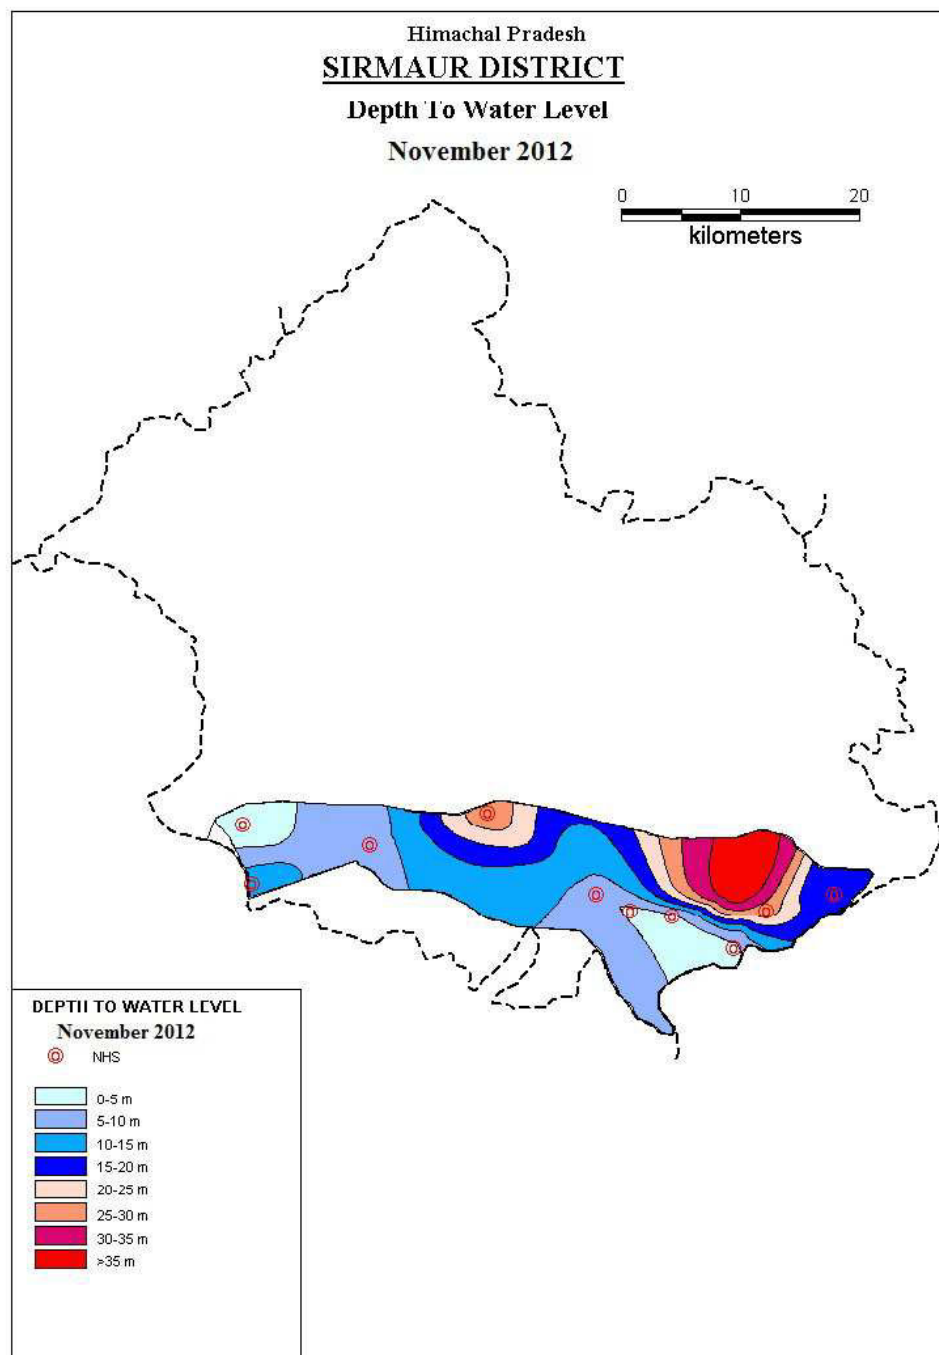 Himachal Pradesh
SIRMAUR DISTRICT
Depth To Water Level
November 2012
0 10 20
kilometers
DEPTH TO WATER LEVEL
November 2012
NHS
0-5 m
5-10 m
10-15 m
15-20 m
20-25 m
25-30 m
30-35 m
>35 m